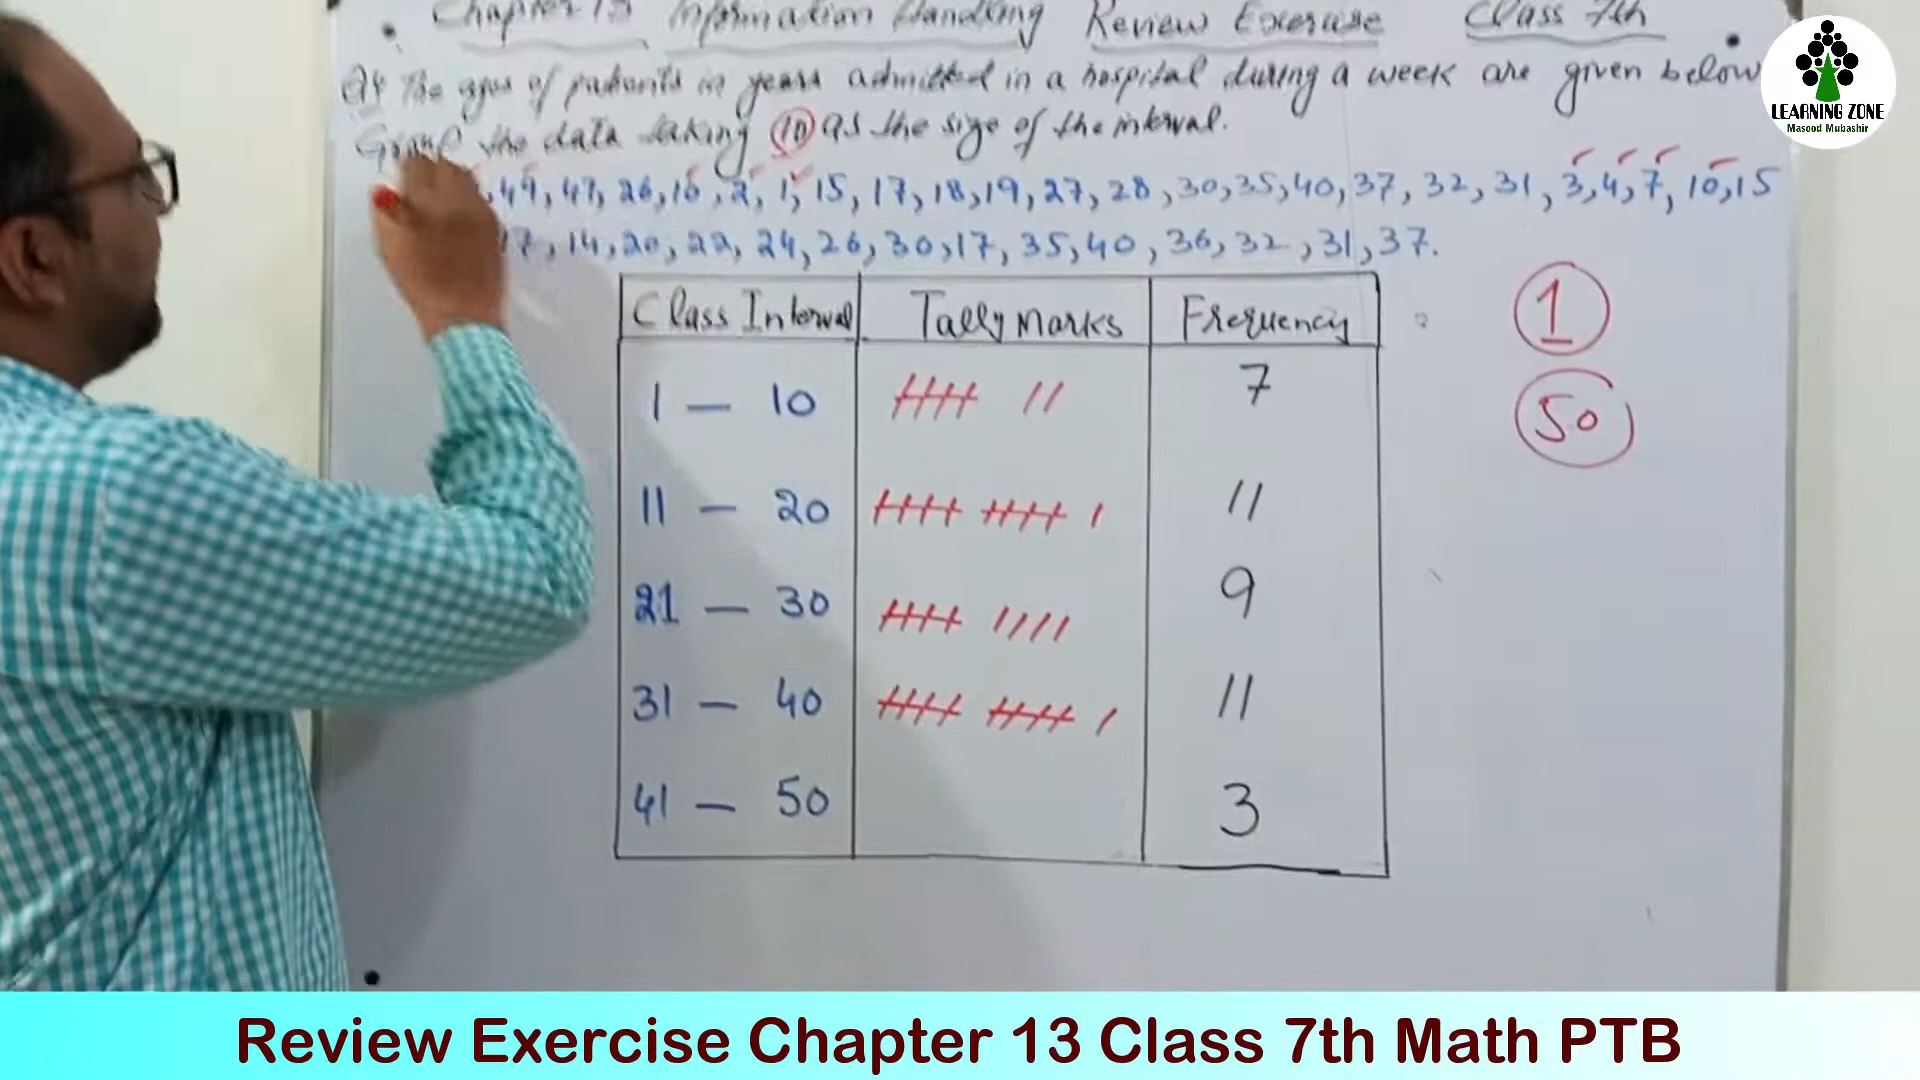 Chapter 13 Information Handling Review Exercise Class 7th
Q4 The ages of patients in years admitted in a hospital during a week are given below
Group the data taking 10 as the size of the interval.
, 49, 47, 26, 10, 2, 1, 15, 17, 18, 19, 27, 28, 30, 35, 40, 37, 32, 31, 3, 4, 7, 10, 15
17, 14, 20, 22, 24, 26, 30, 17, 35, 40, 36, 32, 31, 37.
Class Interval Tally Marks Frequency
1 — 10 7
11 — 20 11
21 — 30 9
31 — 40 11
41 — 50 3
1
50
LEARNING ZONE
Masood Mubashir
Review Exercise Chapter 13 Class 7th Math PTB